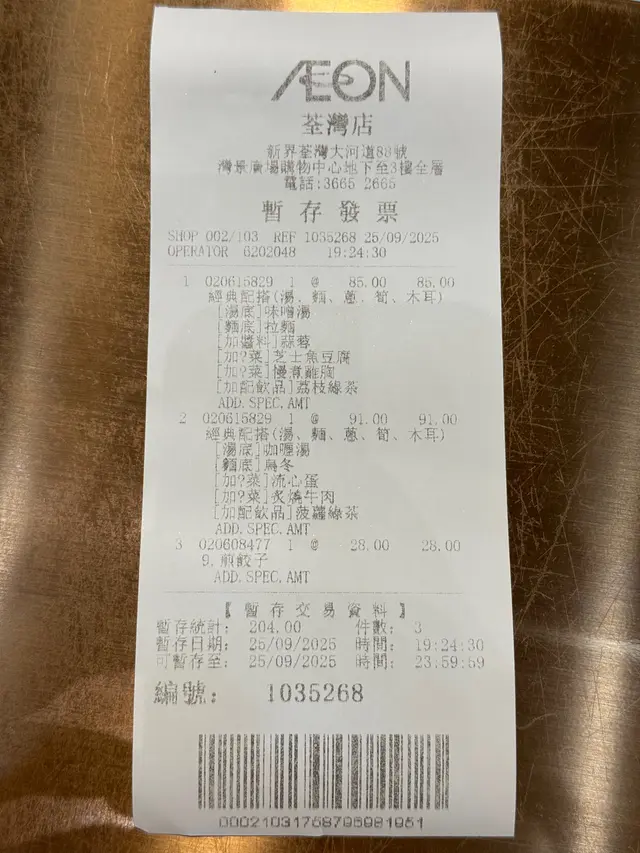 ÆON
荃灣店
新界荃灣大河道88號
灣景廣場購物中心地下至3樓全層
電話:3665 2665
暫存發票
SHOP 002/103 REF 1035268 25/09/2025
OPERATOR 6202048 19:24:30
1 020615829 1 @ 85.00 85.00
經典配搭(湯、麵、蔥、筍、木耳)
[湯底]味噌湯
[麵底]拉麵
[加醬料]蒜蓉
[加?菜]芝士魚豆腐
[加?菜]慢煮雞胸
[加配飲品]荔枝綠茶
ADD.SPEC.AMT
2 020615829 1 @ 91.00 91.00
經典配搭(湯、麵、蔥、筍、木耳)
[湯底]咖喱湯
[麵底]烏冬
[加?菜]流心蛋
[加?菜]炙燒牛肉
[加配飲品]菠蘿綠茶
ADD.SPEC.AMT
3 020608477 1 @ 28.00 28.00
9.煎餃子
ADD.SPEC.AMT
【暫存交易資料】
暫存統計: 204.00 件數: 3
暫存日期: 25/09/2025 時間: 19:24:30
可暫存至: 25/09/2025 時間: 23:59:59
編號: 1035268
00021031758795981951